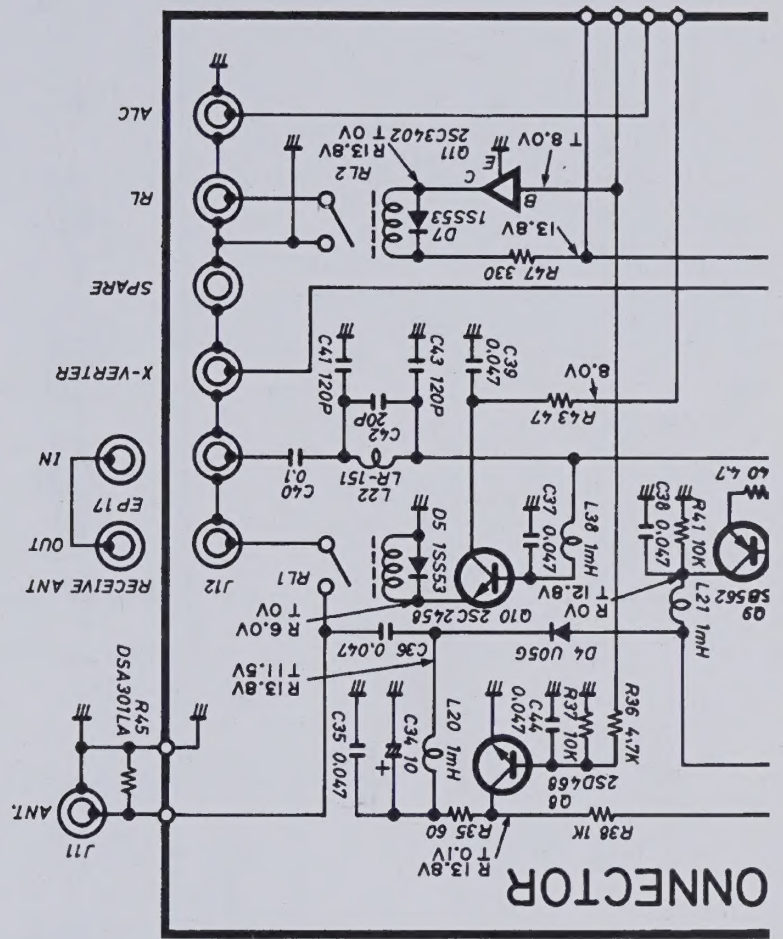 ONNECTOR
R13.8V
T 0.1V
R38 1K
R35 60
J11
ANT.
Q8
2SD468
R36 4.7K
R37 10K
C44
0.047
L20 1mH
C34 10
+
C35 0.047
R45
DSA301LA
R13.8V
T11.5V
Q9
SB562
L21 1mH
D4 U05G
C36
0.047
R 0V
T12.8V
R 6.0V
T 0V
R41 10K
C38 0.047
40 4.7
L38 1mH
C37
0.047
Q10 2SC2458
D5 1SS53
RL1
J12
RECEIVE ANT
OUT
EP17
IN
L22
LR-151
C40
0.1
C42
20P
R43 47
8.0V
C39
0.047
C43 120P
C41 120P
X-VERTER
SPARE
R47 330
13.8V
D7
1SS53
RL2
RL
T 8.0V
B
C
E
Q11
2SC3402
R13.8V T 0V
ALC